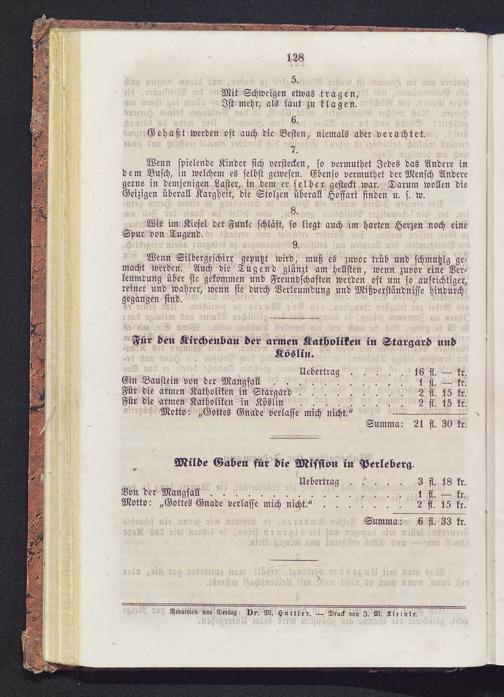 128
5.
Mit Schweigen etwas tragen,
Ist mehr, als laut zu klagen.
6.
Gehaßt werden oft auch die Besten, niemals aber verachtet.
7.
Wenn spielende Kinder sich verstecken, so vermuthet Jedes das Andere in
dem Busch, in welchem es selbst gewesen. Ebenso vermuthet der Mensch Andere
gerne in demjenigen Laster, in dem er selber gesteckt war. Darum wollen die
Geizigen überall Kargheit, die Stolzen überall Hoffart finden u. s. w.
8.
Wie im Kiesel der Funke schläft, so liegt auch im harten Herzen noch eine
Spur von Tugend.
9.
Wenn Silbergeschirr geputzt wird, muß es zuvor trüb und schmutzig ge-
macht werden. Auch die Tugend glänzt am hellsten, wenn zuvor eine Ver-
leumdung über sie gekommen und Freundschaften werden oft um so aufrichtiger,
reiner und wahrer, wenn sie durch Verleumdung und Mißverständnisse hindurch-
gegangen sind.
Für den Kirchenbau der armen Katholiken in Stargard und
Köslin.
Uebertrag . . . . . . 16 fl. — kr.
Ein Baustein von der Mangfall . . . . . . . . . . 1 fl. — kr.
Für die armen Katholiken in Stargard . . . . . . . . 2 fl. 15 kr.
Für die armen Katholiken in Köslin . . . . . . . . . 2 fl. 15 kr.
Motto: „Gottes Gnade verlasse mich nicht.“
Summa: 21 fl. 30 kr.
Milde Gaben für die Mission in Perleberg.
Uebertrag . . . . . . 3 fl. 18 kr.
Von der Mangfall . . . . . . . . . . . . . 1 fl. — kr.
Motto: „Gottes Gnade verlasse mich nicht.“ . . . . . . 2 fl. 15 kr.
Summa: 6 fl. 33 kr.
Redaction und Verlag: Dr. M. Huttler. — Druck von J. M. Kleinle.